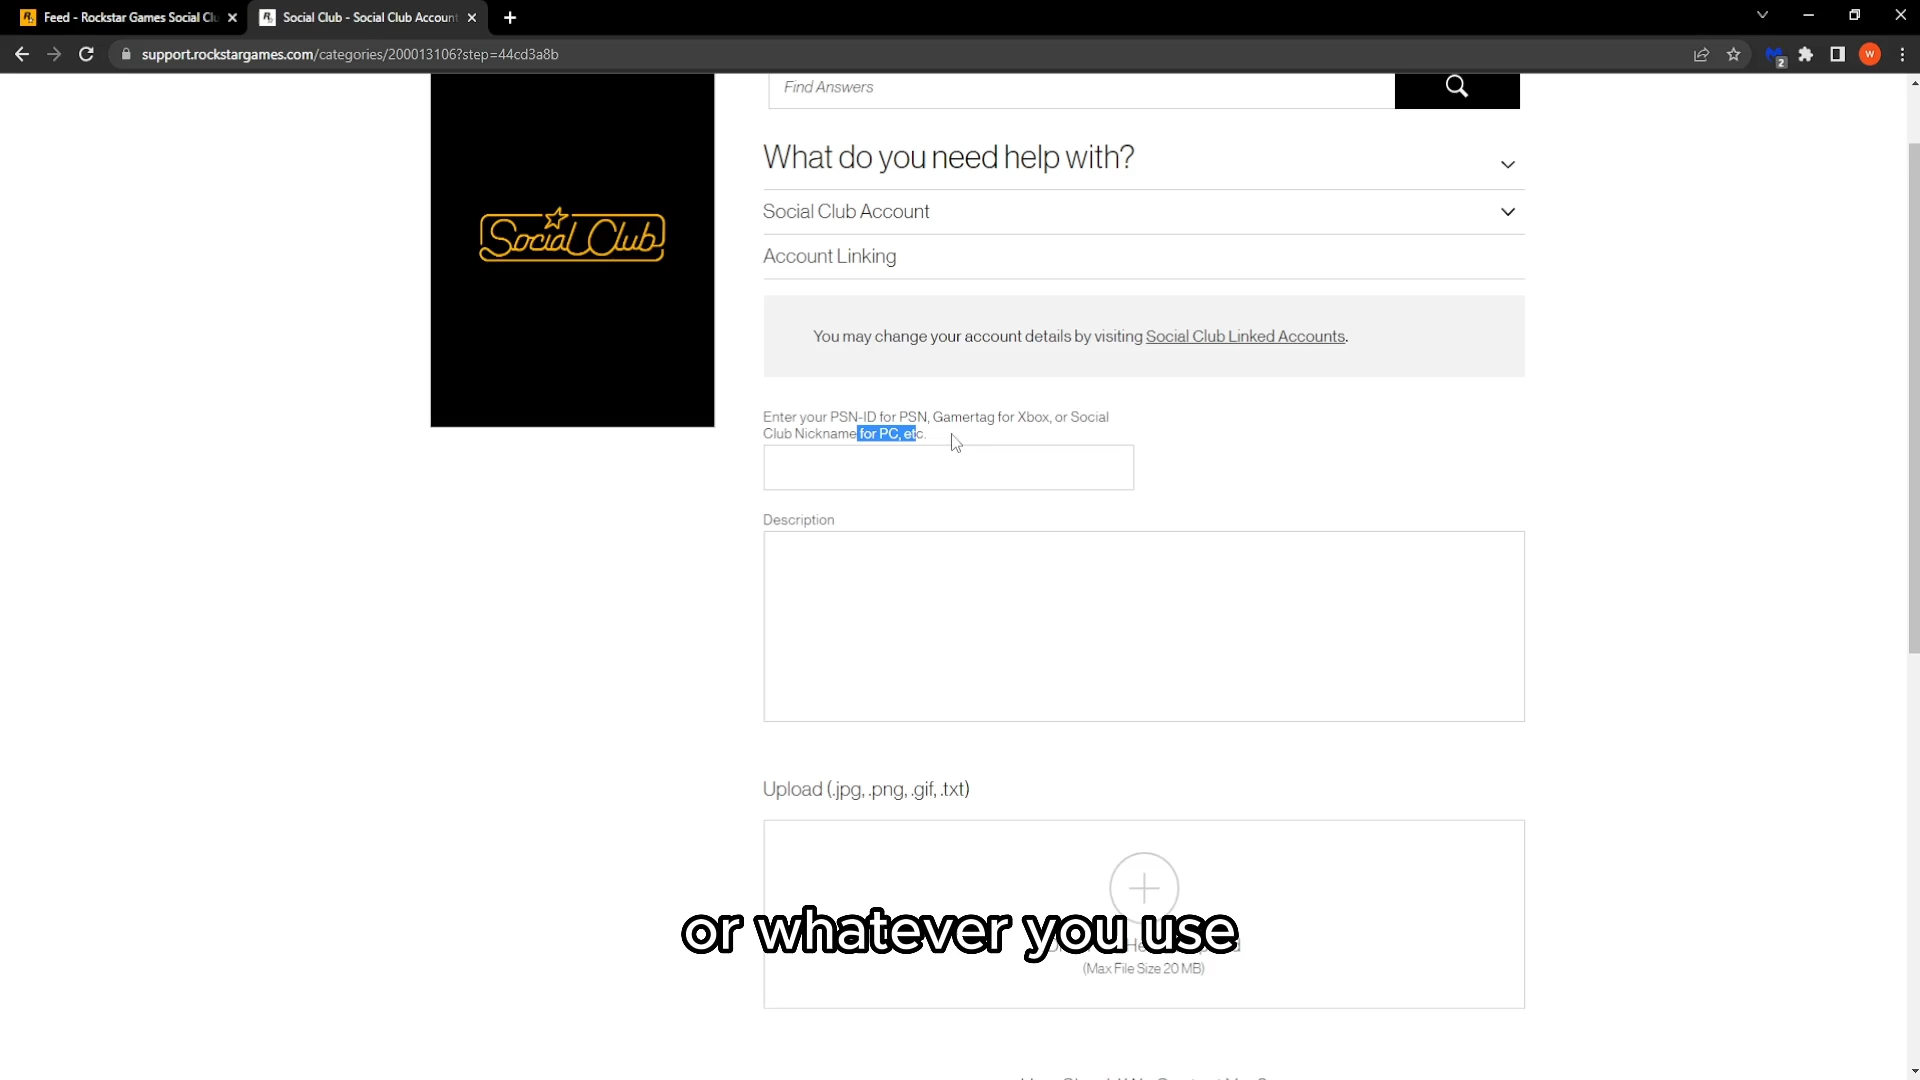 Feed - Rockstar Games Social Cl
Social Club - Social Club Account
support.rockstargames.com/categories/200013106?step=44cd3a8b
2
W
Find Answers
What do you need help with?
Social Club Account
Account Linking
Social Club
You may change your account details by visiting Social Club Linked Accounts.
Enter your PSN-ID for PSN, Gamertag for Xbox, or Social
Club Nickname for PC, etc.
Description
Upload (.jpg, .png, .gif, .txt)
or whatever you use
(Max File Size 20 MB)